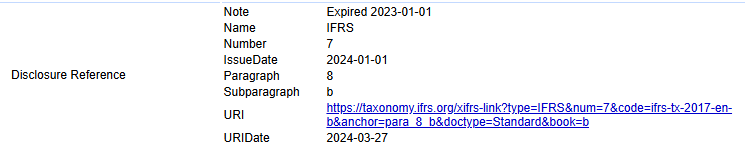 Note Expired 2023-01-01
Name IFRS
Number 7
IssueDate 2024-01-01
Disclosure Reference Paragraph 8
Subparagraph b
URI https://taxonomy.ifrs.org/xifrs-link?type=IFRS&num=7&code=ifrs-tx-2017-en-
b&anchor=para_8_b&doctype=Standard&book=b
URIDate 2024-03-27